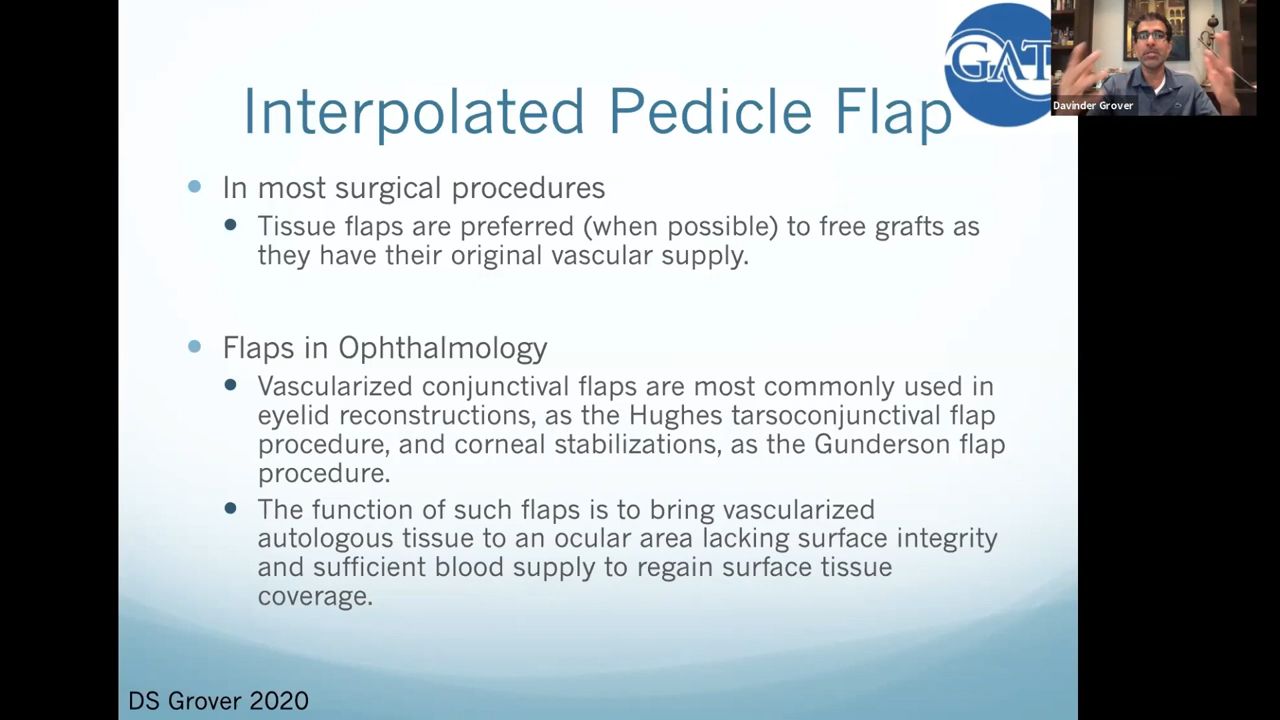 Interpolated Pedicle Flap
GAT
Davinder Grover
In most surgical procedures
Tissue flaps are preferred (when possible) to free grafts as
they have their original vascular supply.
Flaps in Ophthalmology
Vascularized conjunctival flaps are most commonly used in
eyelid reconstructions, as the Hughes tarsoconjunctival flap
procedure, and corneal stabilizations, as the Gunderson flap
procedure.
The function of such flaps is to bring vascularized
autologous tissue to an ocular area lacking surface integrity
and sufficient blood supply to regain surface tissue
coverage.
DS Grover 2020